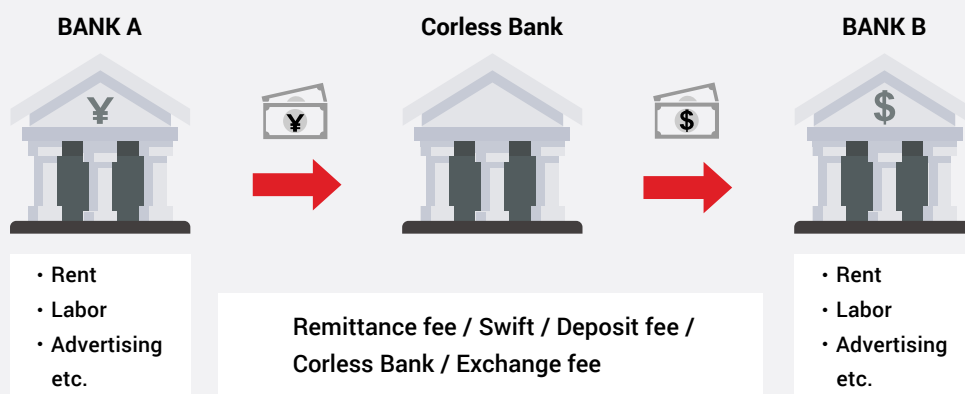 BANK A
Corless Bank
BANK B
¥
¥
$
$
・Rent
・Labor
・Advertising
etc.
Remittance fee / Swift / Deposit fee /
Corless Bank / Exchange fee
・Rent
・Labor
・Advertising
etc.